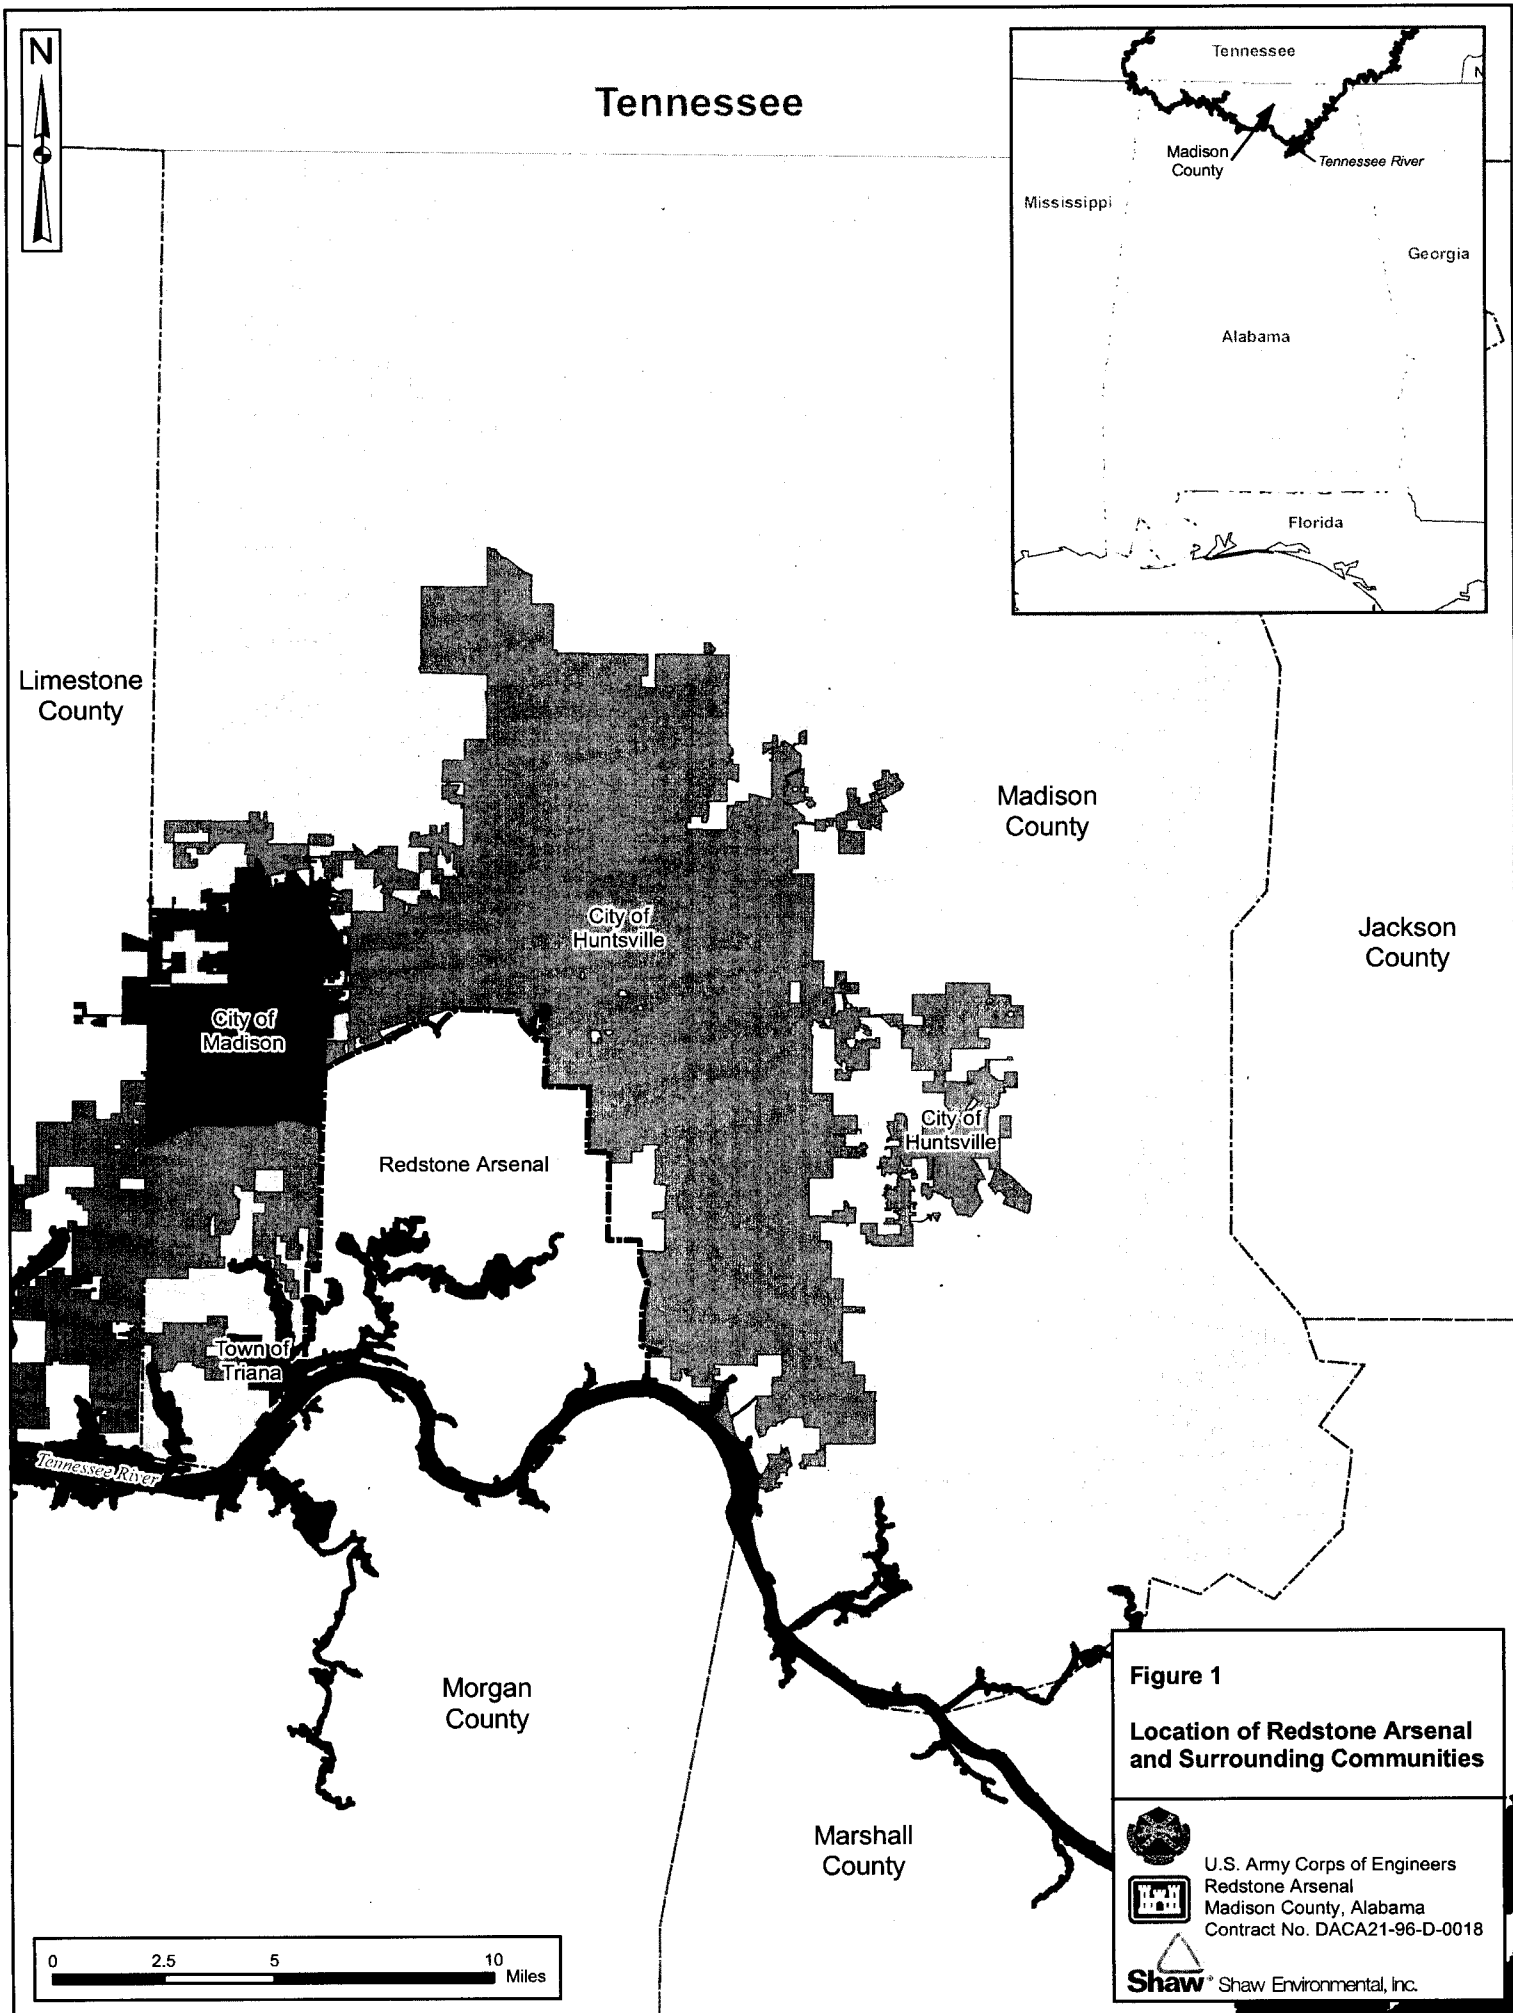 N
Tennessee
Tennessee
N
Madison
County
Tennessee River
Mississippi
Georgia
Alabama
Florida
Limestone
County
Madison
County
City of
Huntsville
Jackson
County
City of
Madison
City of
Huntsville
Redstone Arsenal
Town of
Triana
Tennessee River
Morgan
County
Marshall
County
Figure 1
Location of Redstone Arsenal
and Surrounding Communities
U.S. Army Corps of Engineers
Redstone Arsenal
Madison County, Alabama
Contract No. DACA21-96-D-0018
Shaw® Shaw Environmental, Inc.
0 2.5 5 10
Miles